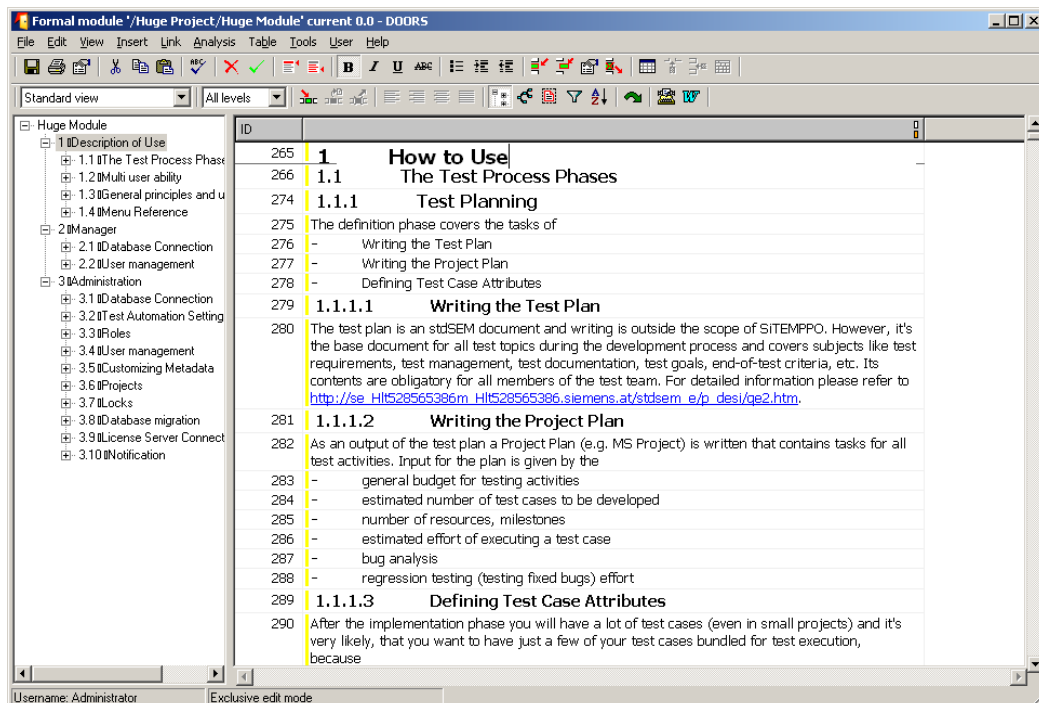 Formal module '/Huge Project/Huge Module' current 0.0 - DOORS
File Edit View Insert Link Analysis Table Tools User Help
B I U ABC
Standard view All levels
Huge Module
1 Description of Use
1.1 The Test Process Phase
1.2 Multi user ability
1.3 General principles and u
1.4 Menu Reference
2 Manager
2.1 Database Connection
2.2 User management
3 Administration
3.1 Database Connection
3.2 Test Automation Setting
3.3 Roles
3.4 User management
3.5 Customizing Metadata
3.6 Projects
3.7 Locks
3.8 Database migration
3.9 License Server Connect
3.10 Notification
ID
265 1 How to Use
266 1.1 The Test Process Phases
274 1.1.1 Test Planning
275 The definition phase covers the tasks of
276 - Writing the Test Plan
277 - Writing the Project Plan
278 - Defining Test Case Attributes
279 1.1.1.1 Writing the Test Plan
280 The test plan is an stdSEM document and writing is outside the scope of SiTEMPPO. However, it's
the base document for all test topics during the development process and covers subjects like test
requirements, test management, test documentation, test goals, end-of-test criteria, etc. Its
contents are obligatory for all members of the test team. For detailed information please refer to
http://se_Hlt528565386m_Hlt528565386.siemens.at/stdsem_e/p_desi/qe2.htm.
281 1.1.1.2 Writing the Project Plan
282 As an output of the test plan a Project Plan (e.g. MS Project) is written that contains tasks for all
test activities. Input for the plan is given by the
283 - general budget for testing activities
284 - estimated number of test cases to be developed
285 - number of resources, milestones
286 - estimated effort of executing a test case
287 - bug analysis
288 - regression testing (testing fixed bugs) effort
289 1.1.1.3 Defining Test Case Attributes
290 After the implementation phase you will have a lot of test cases (even in small projects) and it's
very likely, that you want to have just a few of your test cases bundled for test execution,
because
Username: Administrator Exclusive edit mode